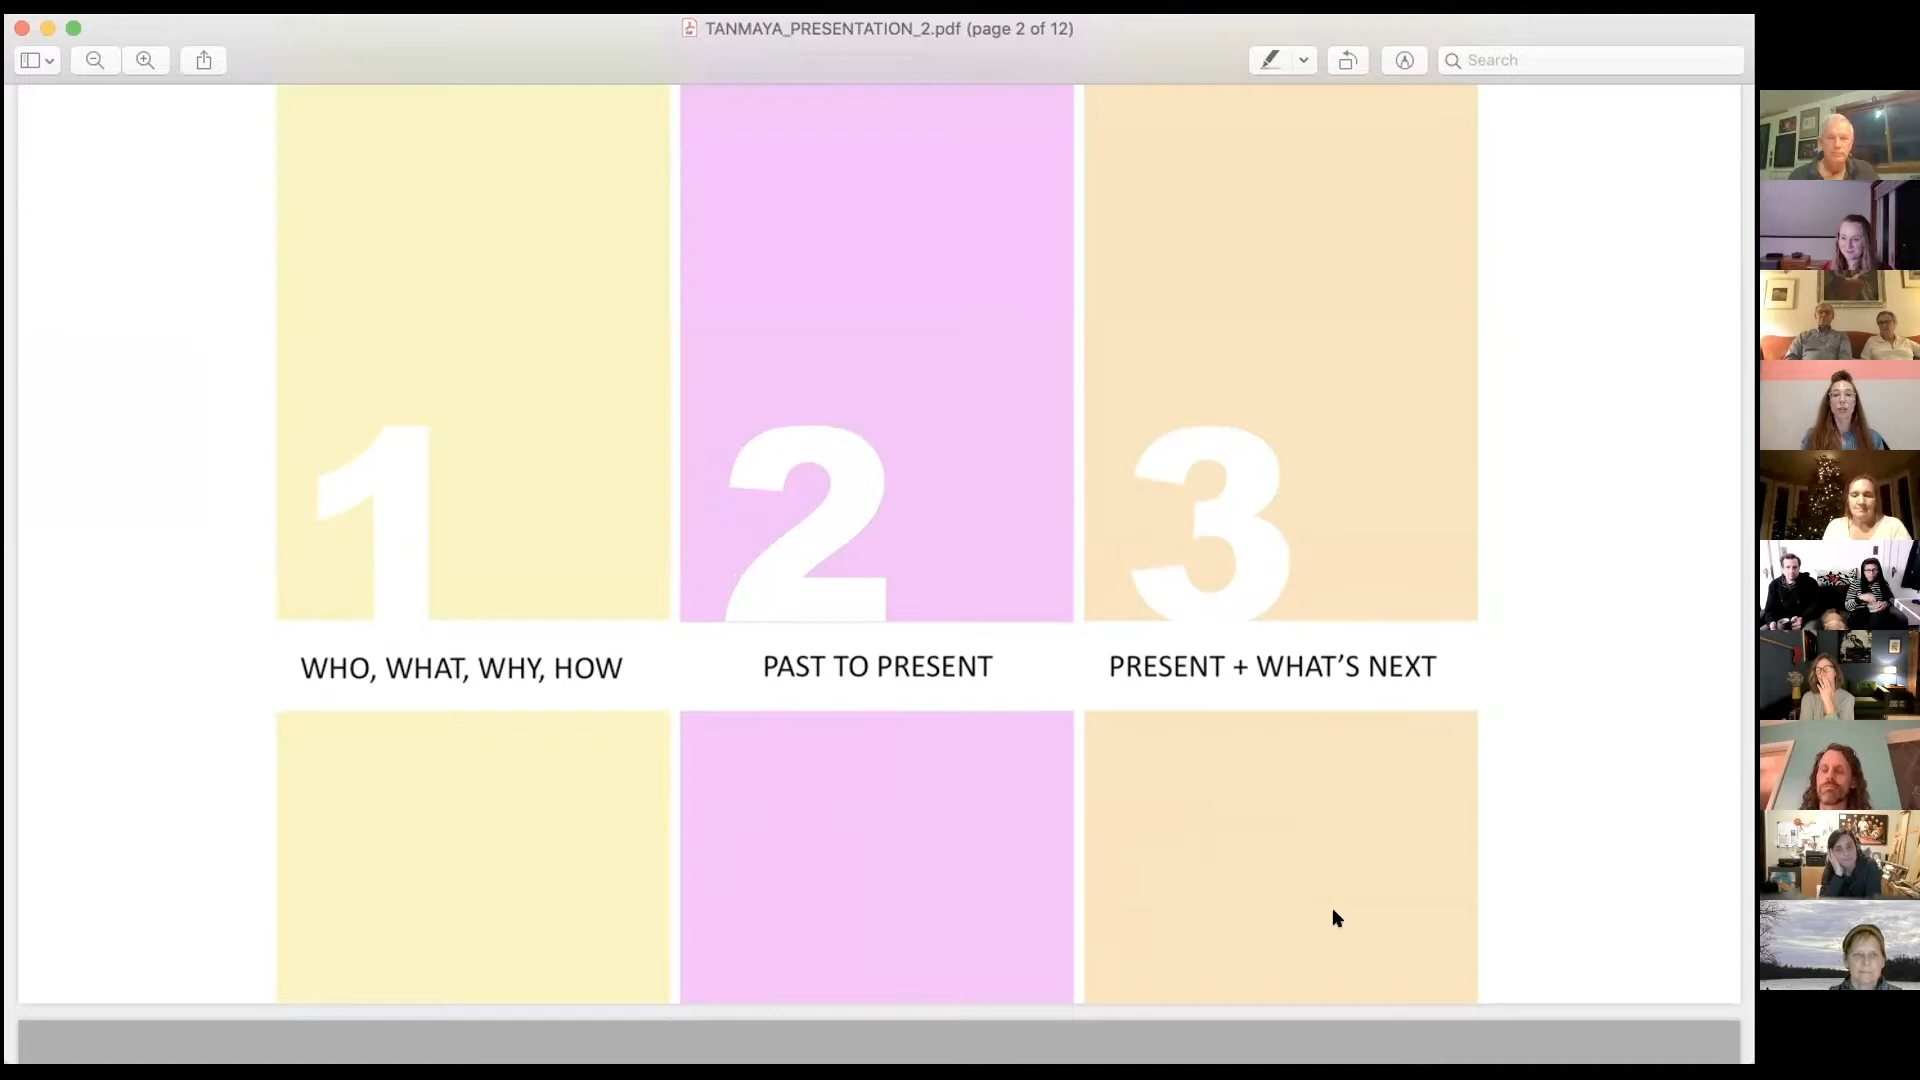 TANMAYA_PRESENTATION_2.pdf (page 2 of 12)
Search
1
2
3
WHO, WHAT, WHY, HOW
PAST TO PRESENT
PRESENT + WHAT’S NEXT